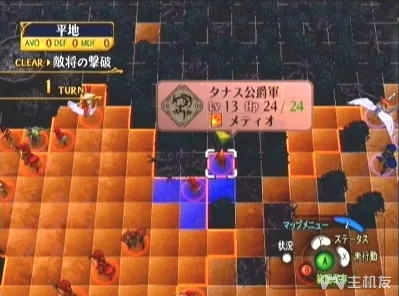 平地
AVO 0 DEF 0 MDF 0
CLEAR▶敵将の撃破
1 TURN
タナス公爵軍
Lv 13 Hp 24/24
メティオ
マップメニュー Z
ステータス
状況
Y
X 未行動
A
B
主机友